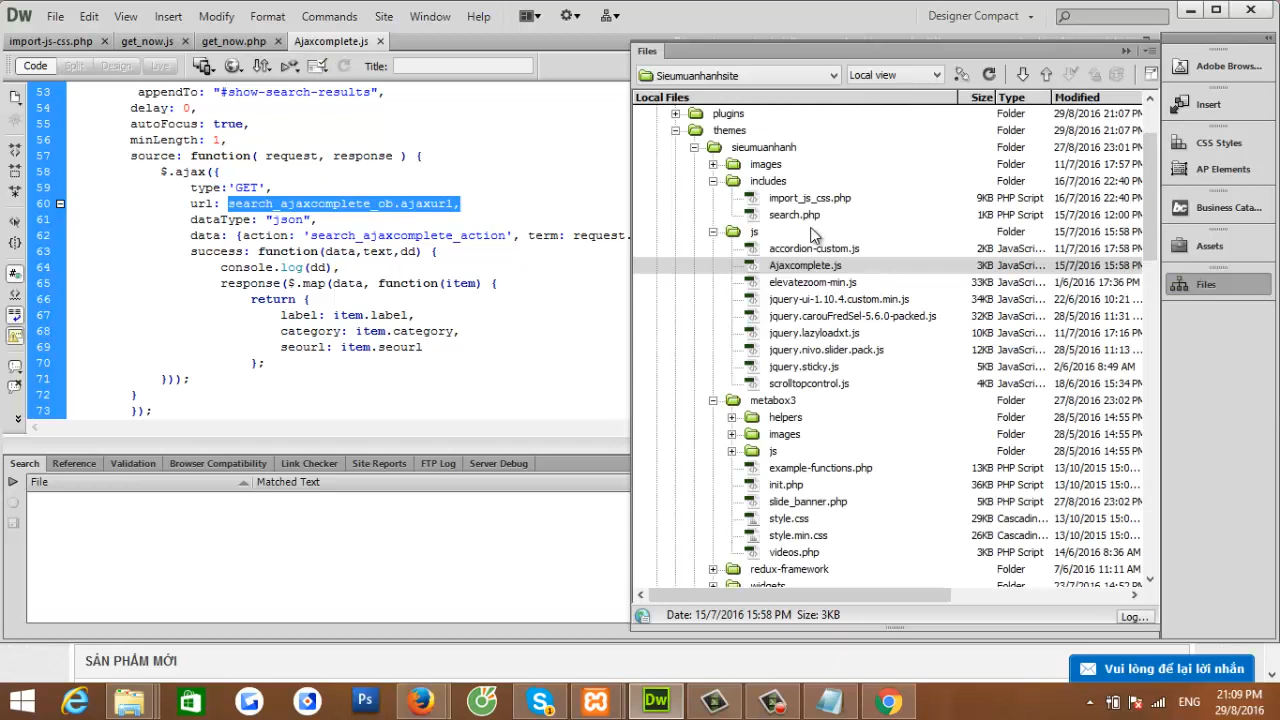 Dw File Edit View Insert Modify Format Commands Site Window Help Designer Compact
import-js-css.php × get_now.js × get_now.php × Ajaxcomplete.js ×
Code Split Design Live Title:
53 appendTo: "#show-search-results",
54 delay: 0,
55 autoFocus: true,
56 minLength: 1,
57 source: function( request, response ) {
58 $.ajax({
59 type:'GET',
60 url: search_ajaxcomplete_ob.ajaxurl,
61 dataType: "json",
62 data: {action: 'search_ajaxcomplete_action', term: request.
63 success: function(data,text,dd) {
64 console.log(dd),
65 response($.map(data, function(item) {
66 return {
67 label: item.label,
68 category: item.category,
69 seourl: item.seourl
70 };
71 }));
72 }
73 });
Search Reference Validation Browser Compatibility Link Checker Site Reports FTP Log Server Debug
File Matched Text
Files
Sieumuanhanhsite Local view
Local Files Size Type Modified
plugins Folder 29/8/2016 21:07 PM
themes Folder 29/8/2016 21:07 PM
sieumuanhanh Folder 27/8/2016 23:01 PM
images Folder 11/7/2016 17:57 PM
includes Folder 16/7/2016 22:40 PM
import_js_css.php 9KB PHP Script 16/7/2016 22:40 PM
search.php 1KB PHP Script 15/7/2016 12:00 PM
js Folder 15/7/2016 15:58 PM
accordion-custom.js 2KB JavaScri... 11/7/2016 17:58 PM
Ajaxcomplete.js 3KB JavaScri... 15/7/2016 15:58 PM
elevatezoom-min.js 33KB JavaScri... 1/6/2016 17:36 PM
jquery-ui-1.10.4.custom.min.js 34KB JavaScri... 22/6/2016 10:21
jquery.carouFredSel-5.6.0-packed.js 32KB JavaScri... 28/5/2016 11:31
jquery.lazyloadxt.js 10KB JavaScri... 11/7/2016 17:16 PM
jquery.nivo.slider.pack.js 12KB JavaScri... 28/5/2016 11:13
jquery.sticky.js 5KB JavaScri... 2/6/2016 8:49 AM
scrolltopcontrol.js 4KB JavaScri... 18/6/2016 15:34 PM
metabox3 Folder 27/8/2016 23:02 PM
helpers Folder 28/5/2016 14:55 PM
images Folder 28/5/2016 14:55 PM
js Folder 28/5/2016 14:55 PM
example-functions.php 13KB PHP Script 13/10/2015 15:0...
init.php 36KB PHP Script 13/10/2015 15:0...
slide_banner.php 5KB PHP Script 27/8/2016 23:02 PM
style.css 29KB Cascadin... 13/10/2015 15:0...
style.min.css 26KB Cascadin... 13/10/2015 15:0...
videos.php 3KB PHP Script 14/6/2016 8:36 AM
redux-framework Folder 7/6/2016 11:11 AM
widgets Folder 23/7/2016 14:52 PM
Date: 15/7/2016 15:58 PM Size: 3KB Log...
Adobe Brows...
Insert
CSS Styles
AP Elements
Business Cata...
Assets
Files
SẢN PHẨM MỚI
Vui lòng để lại lời nhắn
Ps Dw
ENG
21:09 PM
29/8/2016